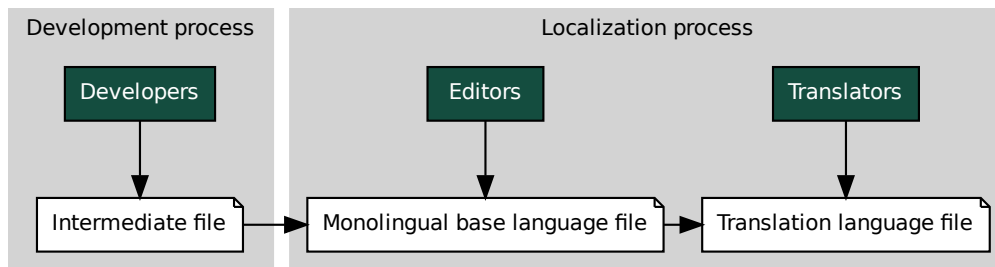 Development process
Localization process
Developers
Editors
Translators
Intermediate file
Monolingual base language file
Translation language file